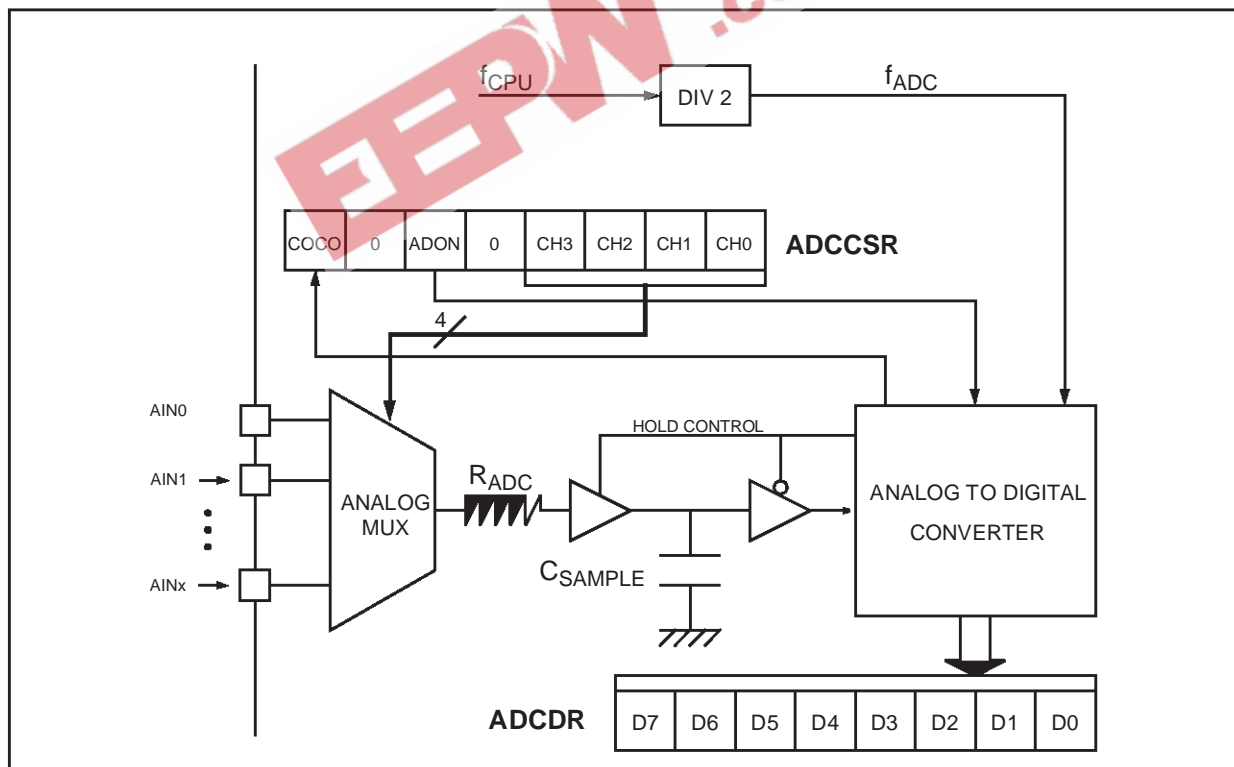 EEPW.c
fCPU
DIV 2
fADC
COCO 0 ADON 0 CH3 CH2 CH1 CH0 ADCCSR
4
AIN0
HOLD CONTROL
AIN1
RADC
ANALOG
MUX
ANALOG TO DIGITAL
CONVERTER
CSAMPLE
AINx
ADCDR D7 D6 D5 D4 D3 D2 D1 D0